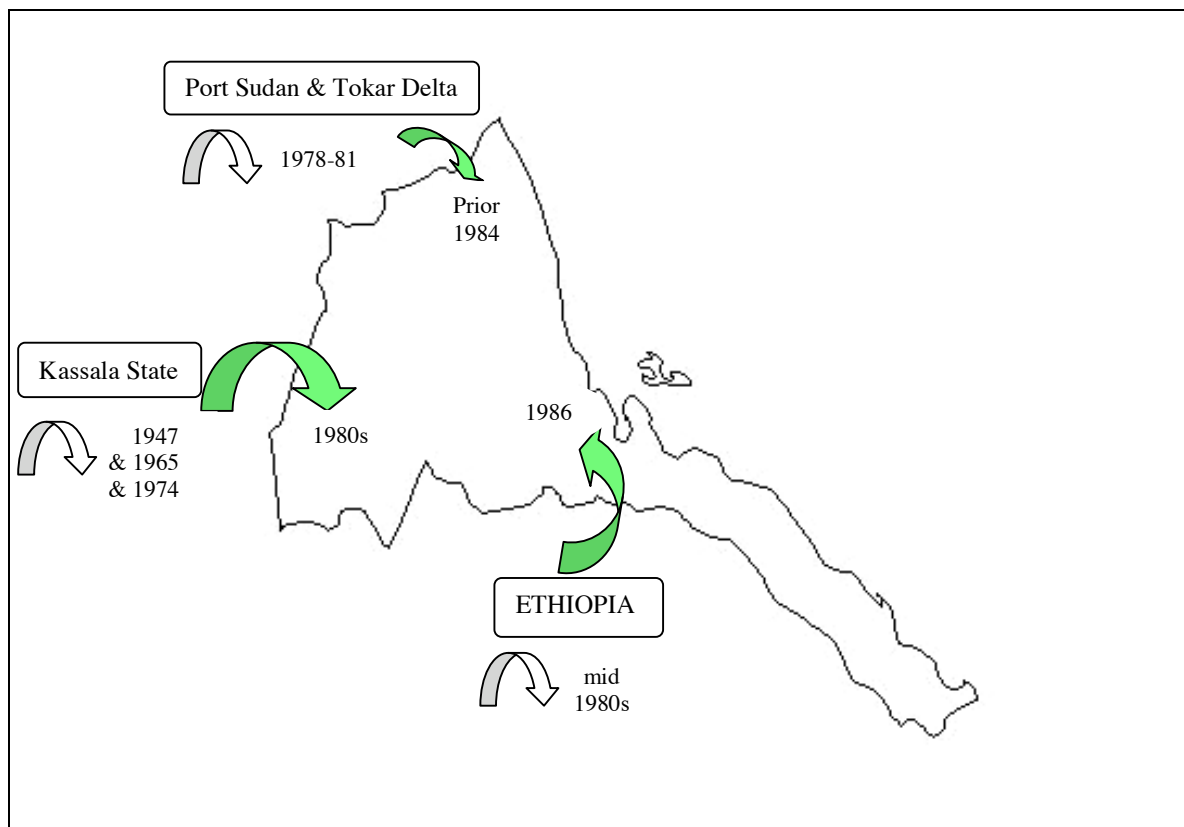 Port Sudan & Tokar Delta
1978-81
Prior
1984
Kassala State
1947
& 1965
& 1974
1980s
1986
ETHIOPIA
mid
1980s